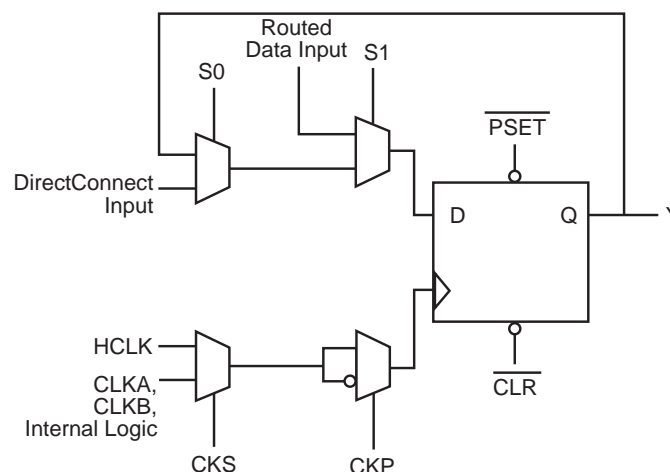 Routed
Data Input
S1
S0
PSET
DirectConnect
Input
D
Q
Y
HCLK
CLKA,
CLKB,
Internal Logic
CLR
CKS
CKP